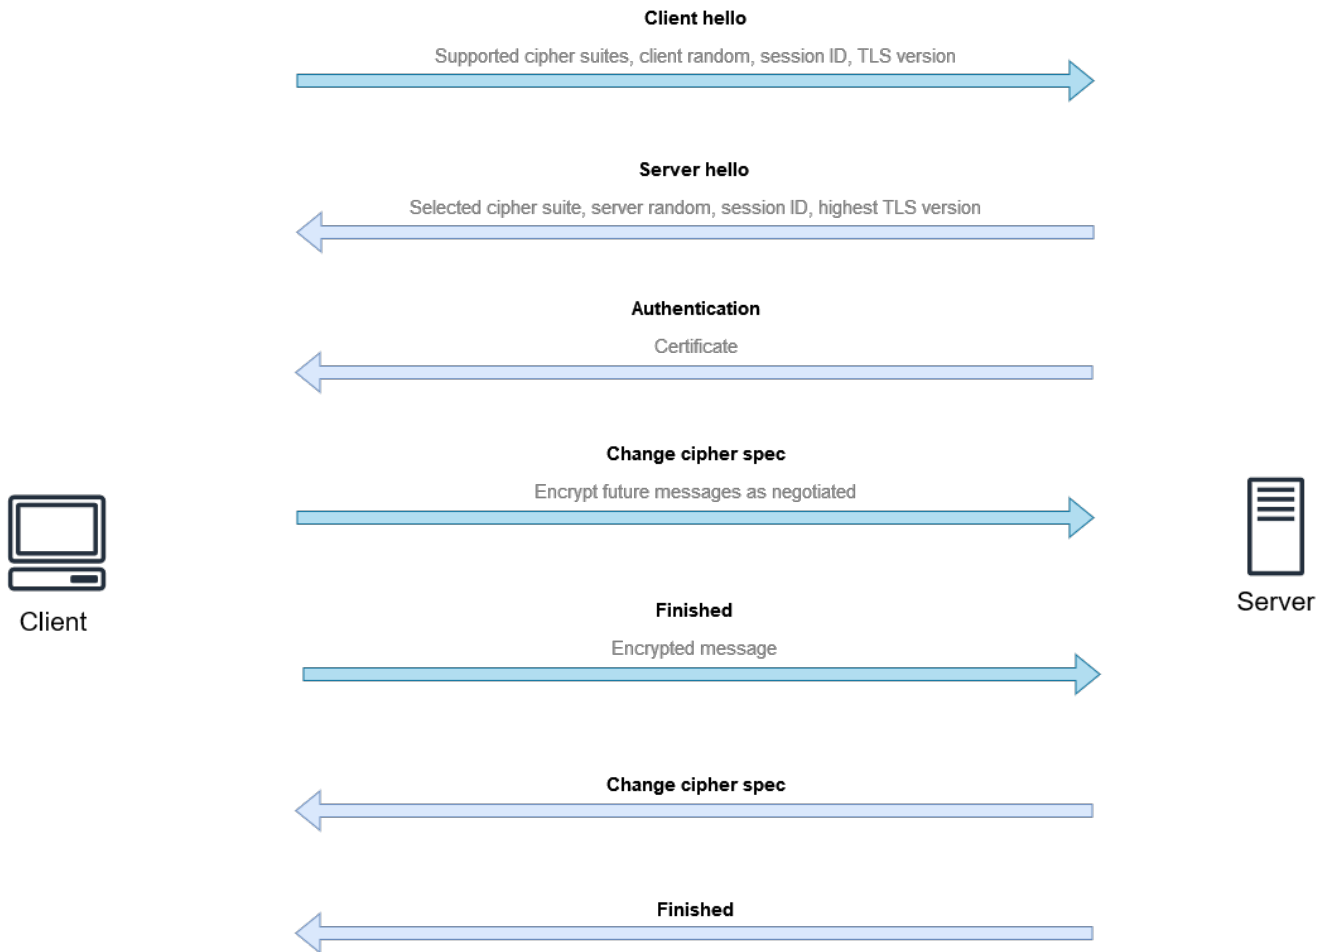 Client hello
Supported cipher suites, client random, session ID, TLS version
Server hello
Selected cipher suite, server random, session ID, highest TLS version
Authentication
Certificate
Change cipher spec
Encrypt future messages as negotiated
Client
Server
Finished
Encrypted message
Change cipher spec
Finished